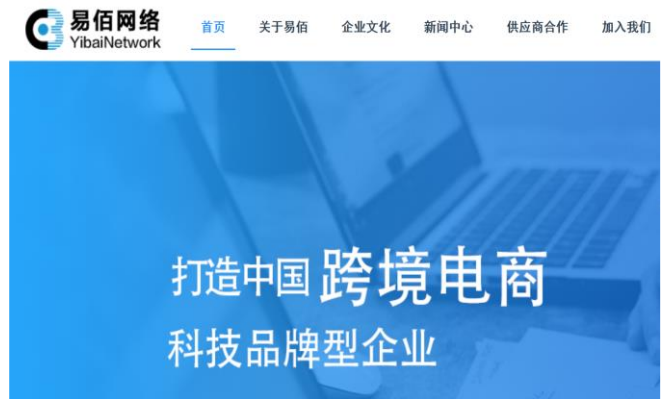 易佰网络
YibaiNetwork
首页 关于易佰 企业文化 新闻中心 供应商合作 加入我们
打造中国跨境电商
科技品牌型企业